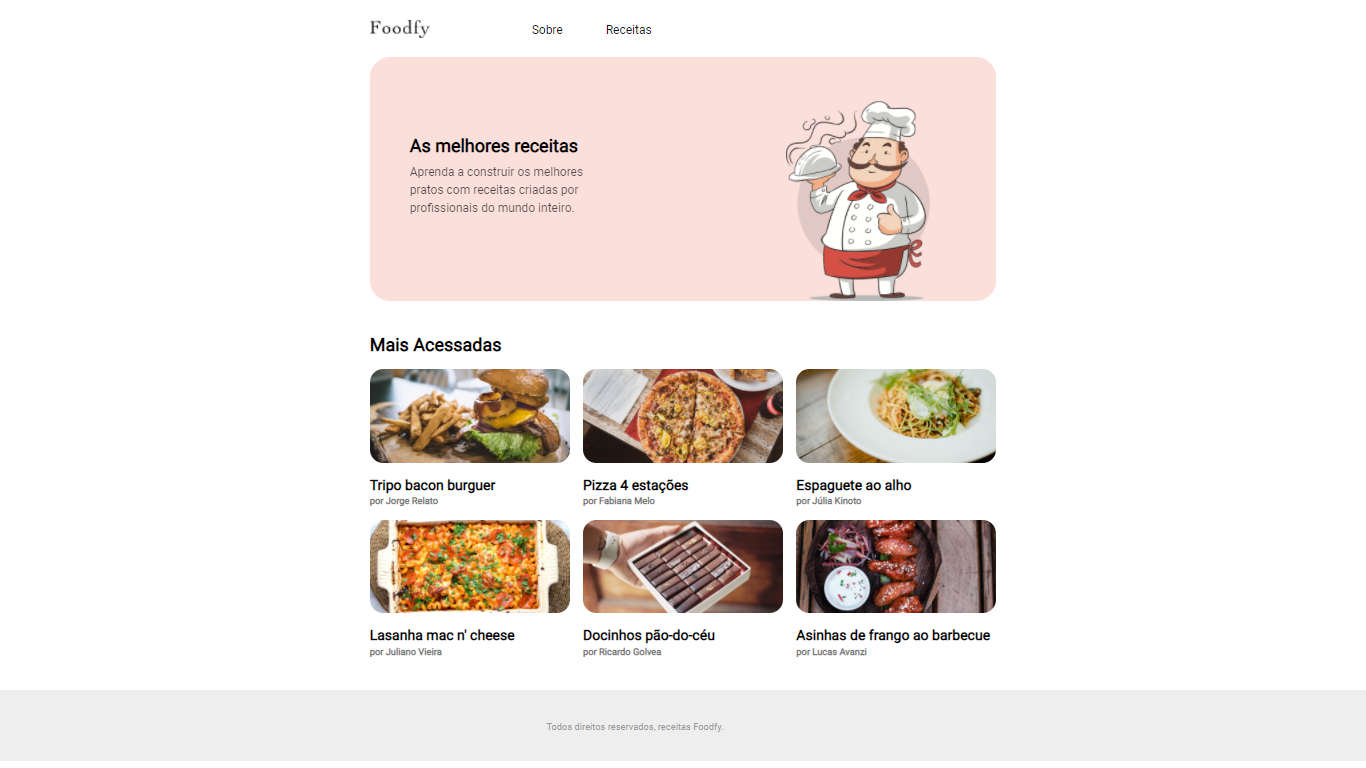 Foodfy
Sobre
Receitas
As melhores receitas
Aprenda a construir os melhores
pratos com receitas criadas por
profissionais do mundo inteiro.
Mais Acessadas
Tripo bacon burguer
por Jorge Relato
Pizza 4 estações
por Fabiana Melo
Espaguete ao alho
por Júlia Kinoto
Lasanha mac n' cheese
por Juliano Vieira
Docinhos pão-do-céu
por Ricardo Golvea
Asinhas de frango ao barbecue
por Lucas Avanzi
Todos direitos reservados, receitas Foodfy.